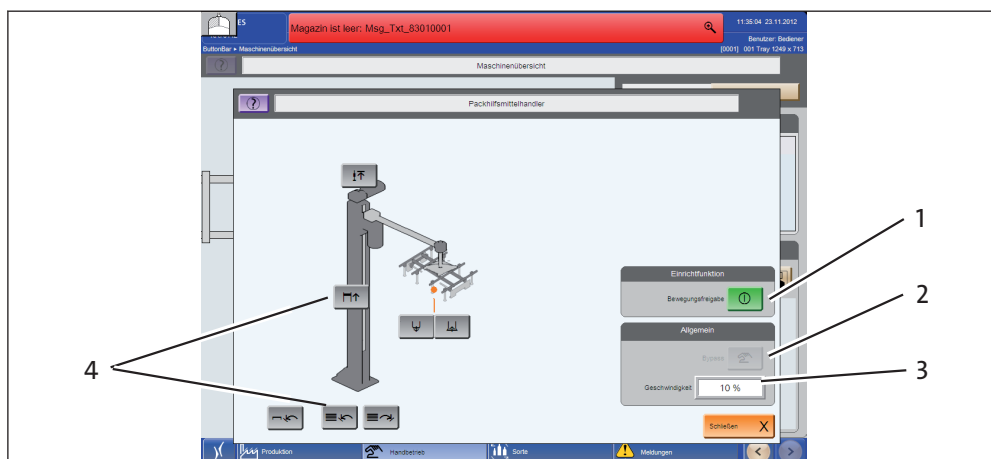 ES
Magazin ist leer: Msg_Txt_83010001
11:35:04 23.11.2012
Benutzer: Bediener
ButtonBar ▸ Maschinenübersicht
[0001] 001 Tray 1249 x 713
?
Maschinenübersicht
?
Packhilfsmittelhandler
1
Einrichtfunktion
Bewegungsfreigabe
2
Allgemein
4
3
Geschwindigkeit
10 %
Schließen X
Produktion
Handbetrieb
Sorte
Meldungen
<
>